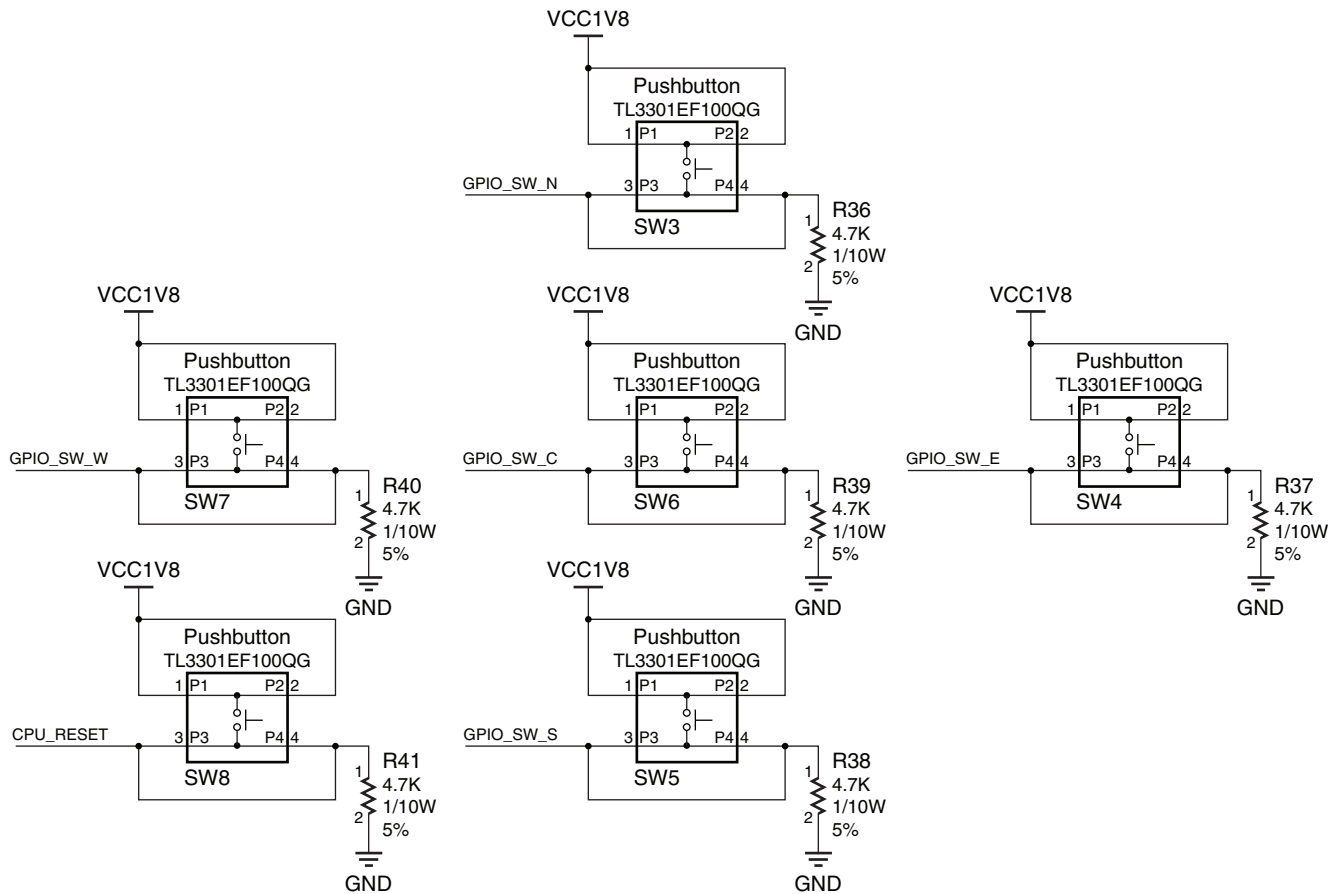 VCC1V8
Pushbutton
TL3301EF100QG
1 P1 P2 2
GPIO_SW_N 3 P3 P4 4
SW3
1 R36
4.7K
1/10W
2 5%
GND
VCC1V8
Pushbutton
TL3301EF100QG
1 P1 P2 2
GPIO_SW_W 3 P3 P4 4
SW7
1 R40
4.7K
1/10W
2 5%
GND
VCC1V8
Pushbutton
TL3301EF100QG
1 P1 P2 2
GPIO_SW_C 3 P3 P4 4
SW6
1 R39
4.7K
1/10W
2 5%
GND
VCC1V8
Pushbutton
TL3301EF100QG
1 P1 P2 2
GPIO_SW_E 3 P3 P4 4
SW4
1 R37
4.7K
1/10W
2 5%
GND
VCC1V8
Pushbutton
TL3301EF100QG
1 P1 P2 2
CPU_RESET 3 P3 P4 4
SW8
1 R41
4.7K
1/10W
2 5%
GND
VCC1V8
Pushbutton
TL3301EF100QG
1 P1 P2 2
GPIO_SW_S 3 P3 P4 4
SW5
1 R38
4.7K
1/10W
2 5%
GND